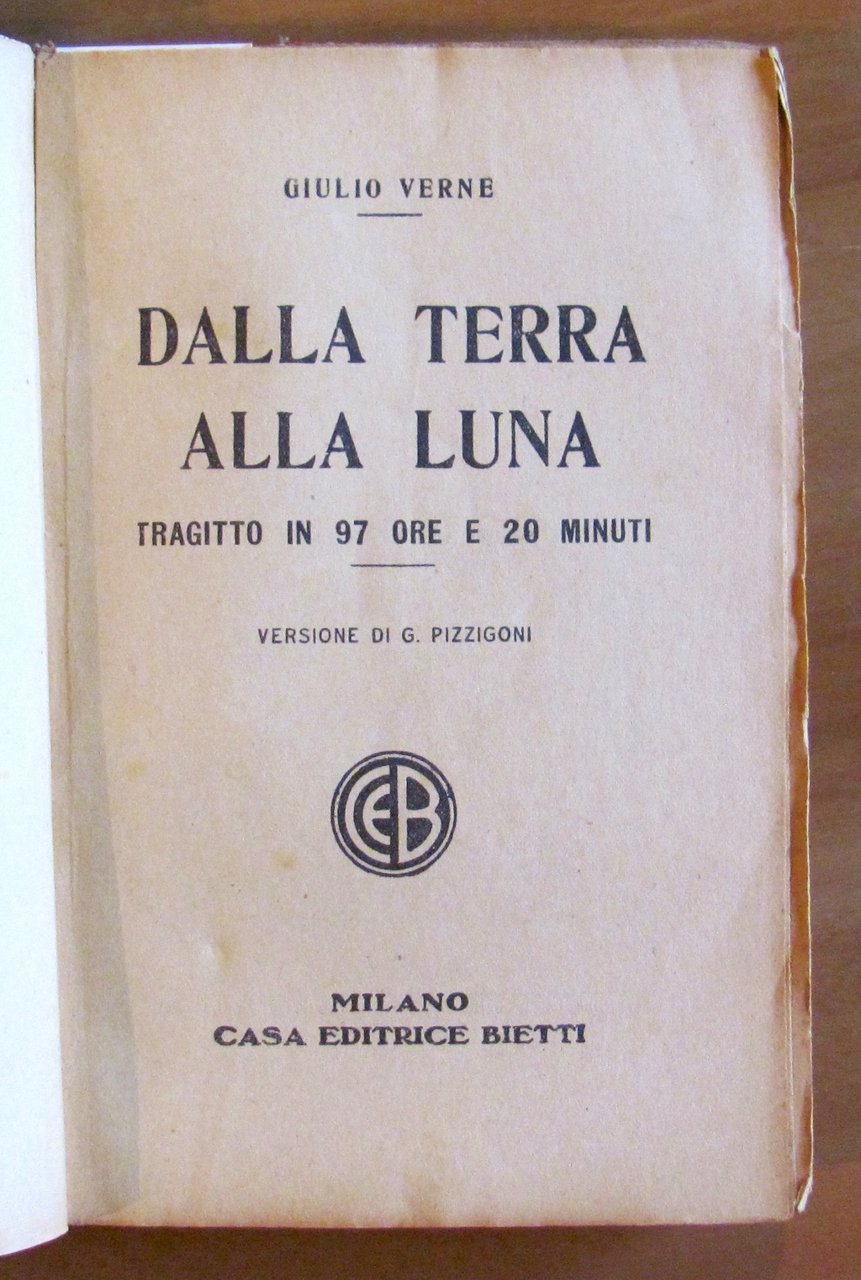 GIULIO VERNE
DALLA TERRA
ALLA LUNA
TRAGITTO IN 97 ORE E 20 MINUTI
VERSIONE DI G. PIZZIGONI
CEB
MILANO
CASA EDITRICE BIETTI